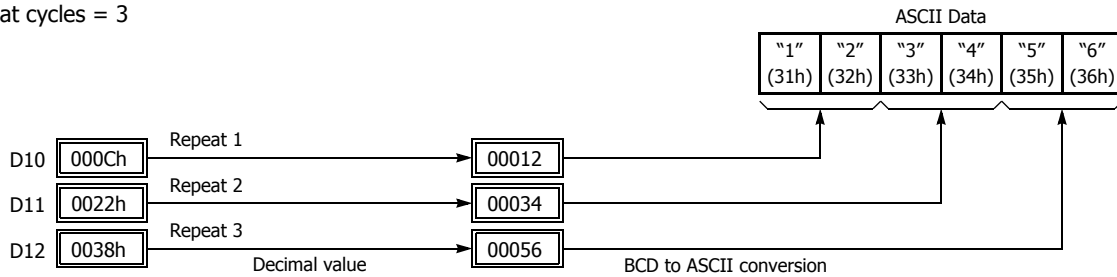 at cycles = 3
ASCII Data
“1” “2” “3” “4” “5” “6”
(31h) (32h) (33h) (34h) (35h) (36h)
D10 000Ch Repeat 1 00012
D11 0022h Repeat 2 00034
D12 0038h Repeat 3 00056
Decimal value BCD to ASCII conversion